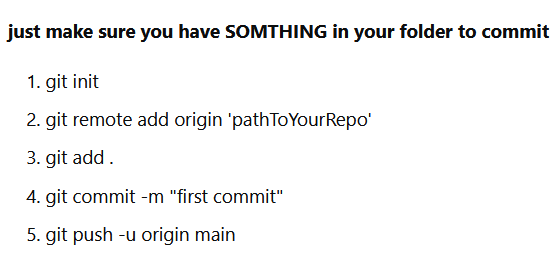 just make sure you have SOMTHING in your folder to commit
1. git init
2. git remote add origin 'pathToYourRepo'
3. git add .
4. git commit -m "first commit"
5. git push -u origin main